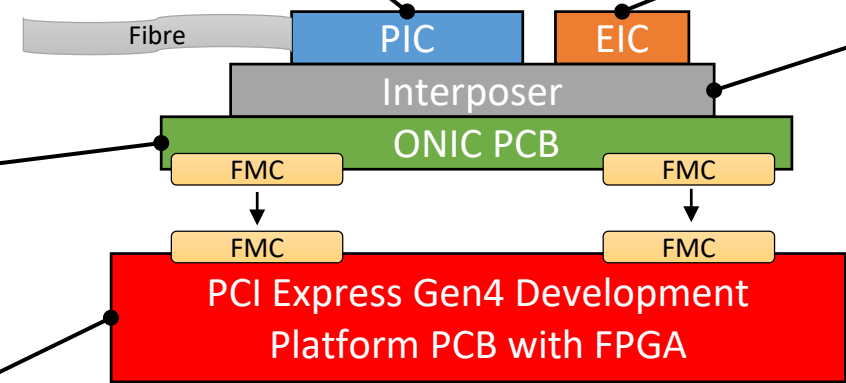 Fibre
PIC
EIC
Interposer
ONIC PCB
FMC
FMC
FMC
FMC
PCI Express Gen4 Development
Platform PCB with FPGA